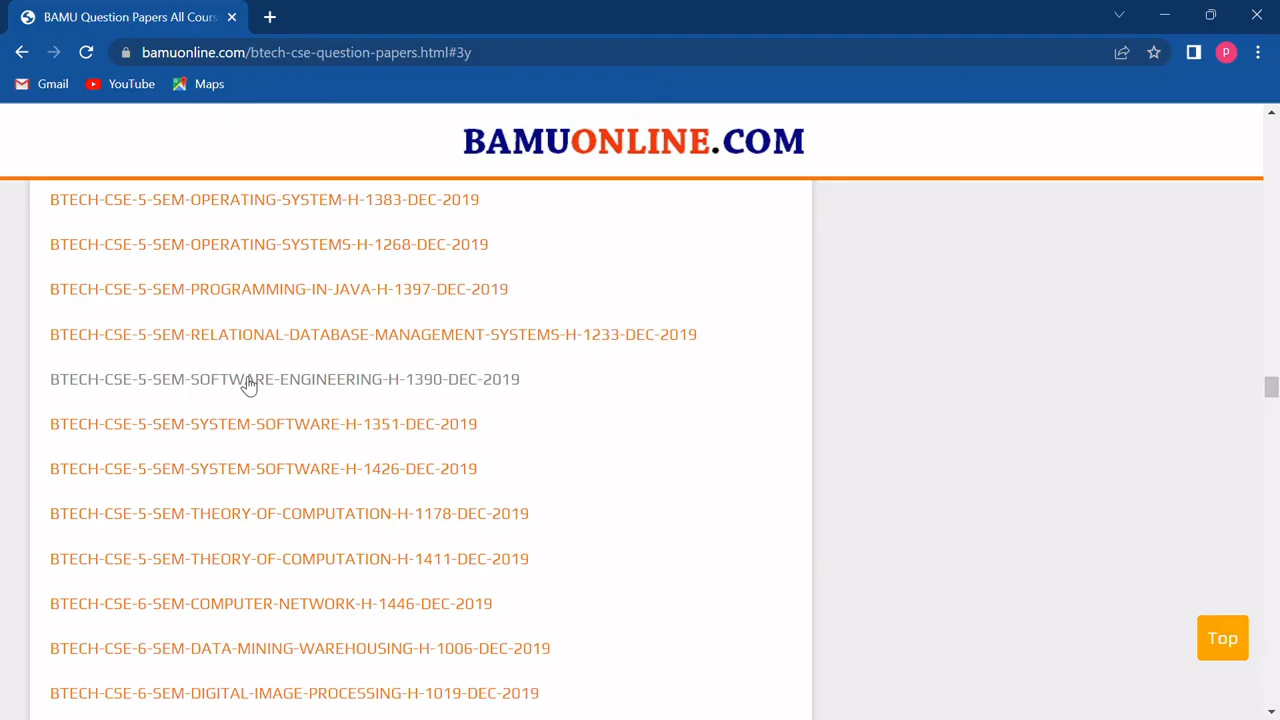 BAMU Question Papers All Cours
bamuonline.com/btech-cse-question-papers.html#3y
P
Gmail YouTube Maps
BAMUONLINE.COM
BTECH-CSE-5-SEM-OPERATING-SYSTEM-H-1383-DEC-2019
BTECH-CSE-5-SEM-OPERATING-SYSTEMS-H-1268-DEC-2019
BTECH-CSE-5-SEM-PROGRAMMING-IN-JAVA-H-1397-DEC-2019
BTECH-CSE-5-SEM-RELATIONAL-DATABASE-MANAGEMENT-SYSTEMS-H-1233-DEC-2019
BTECH-CSE-5-SEM-SOFTWARE-ENGINEERING-H-1390-DEC-2019
BTECH-CSE-5-SEM-SYSTEM-SOFTWARE-H-1351-DEC-2019
BTECH-CSE-5-SEM-SYSTEM-SOFTWARE-H-1426-DEC-2019
BTECH-CSE-5-SEM-THEORY-OF-COMPUTATION-H-1178-DEC-2019
BTECH-CSE-5-SEM-THEORY-OF-COMPUTATION-H-1411-DEC-2019
BTECH-CSE-6-SEM-COMPUTER-NETWORK-H-1446-DEC-2019
BTECH-CSE-6-SEM-DATA-MINING-WAREHOUSING-H-1006-DEC-2019
BTECH-CSE-6-SEM-DIGITAL-IMAGE-PROCESSING-H-1019-DEC-2019
Top